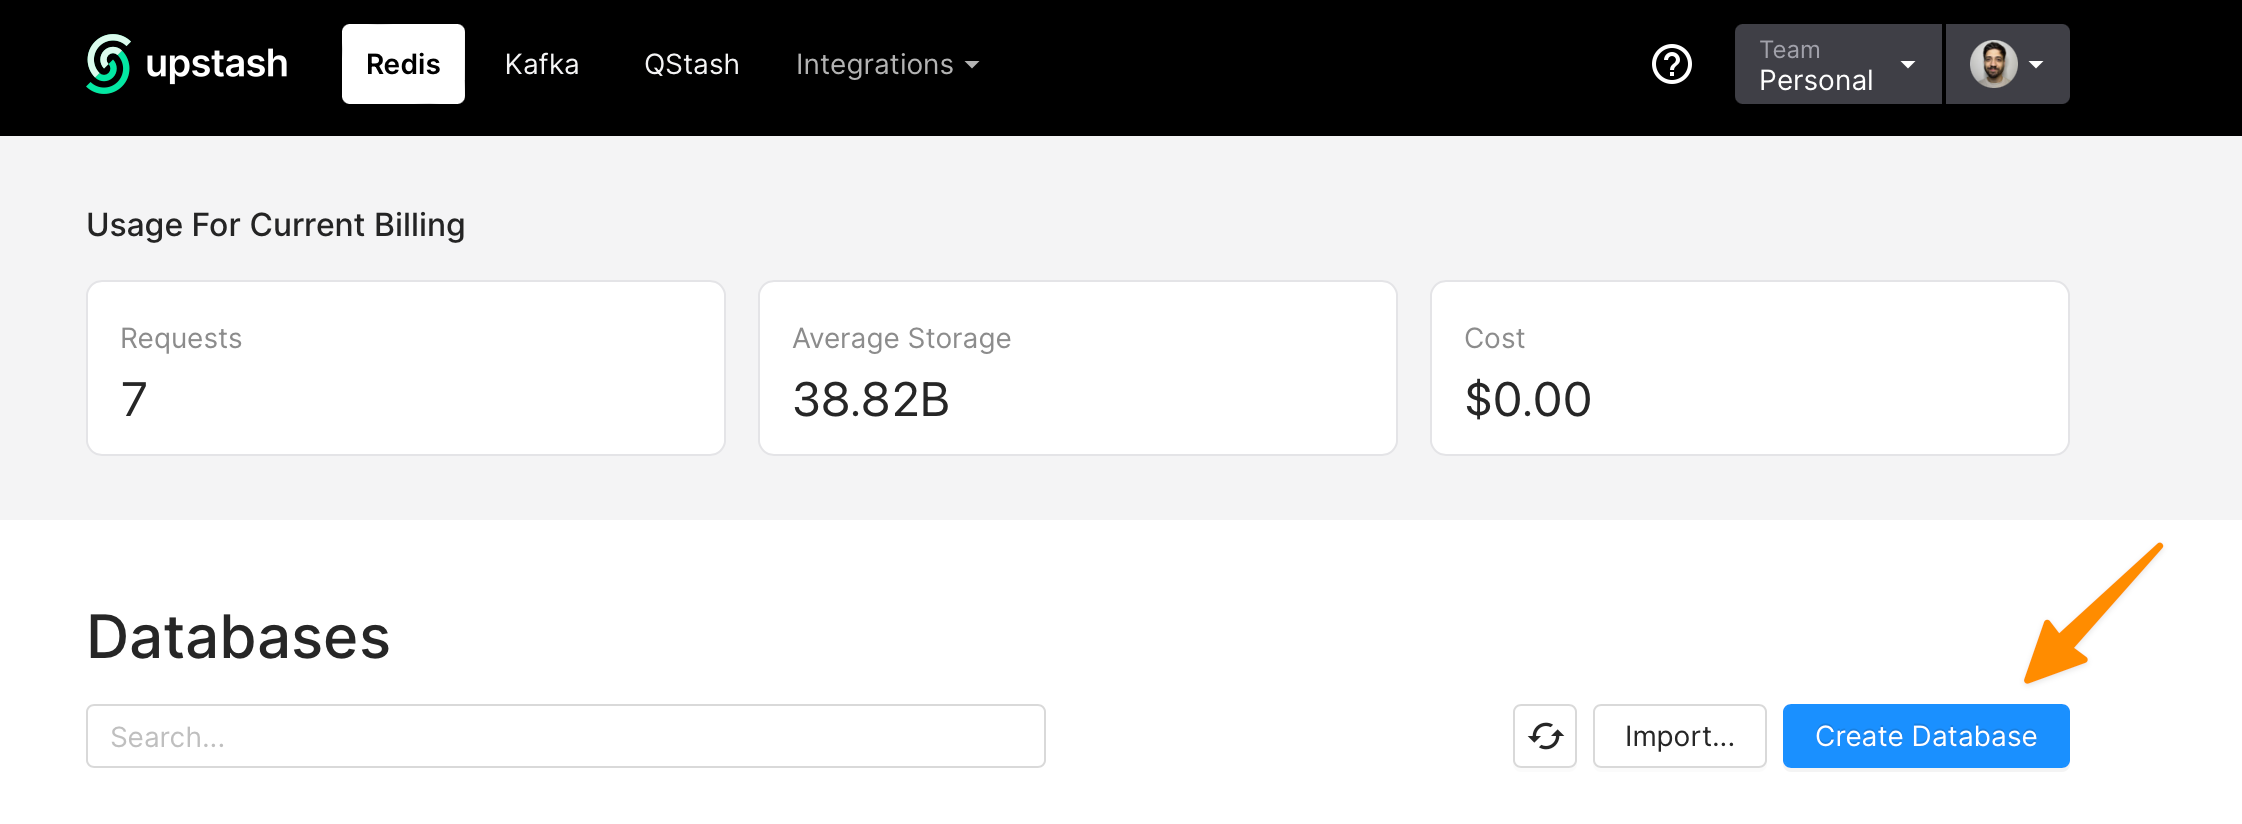 upstash Redis Kafka QStash Integrations Team
Personal
Usage For Current Billing
Requests Average Storage Cost
7 38.82B $0.00
Databases
Search... Import... Create Database